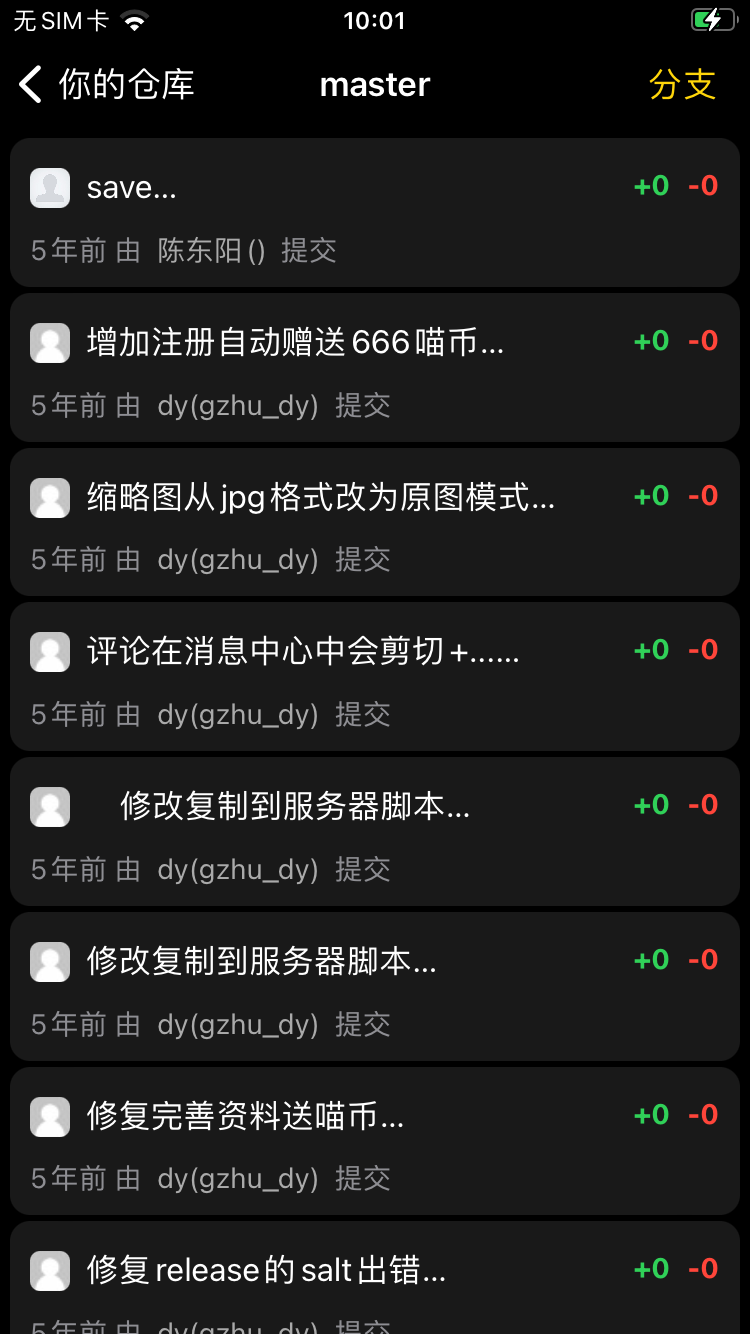 无SIM卡 10:01
你的仓库 master 分支
save... +0 -0
5年前 由 陈东阳() 提交
增加注册自动赠送666喵币... +0 -0
5年前 由 dy(gzhu_dy) 提交
缩略图从jpg格式改为原图模式... +0 -0
5年前 由 dy(gzhu_dy) 提交
评论在消息中心中会剪切+...... +0 -0
5年前 由 dy(gzhu_dy) 提交
修改复制到服务器脚本... +0 -0
5年前 由 dy(gzhu_dy) 提交
修改复制到服务器脚本... +0 -0
5年前 由 dy(gzhu_dy) 提交
修复完善资料送喵币... +0 -0
5年前 由 dy(gzhu_dy) 提交
修复release的salt出错... +0 -0
5年前 由 dy(gzhu_dy) 提交